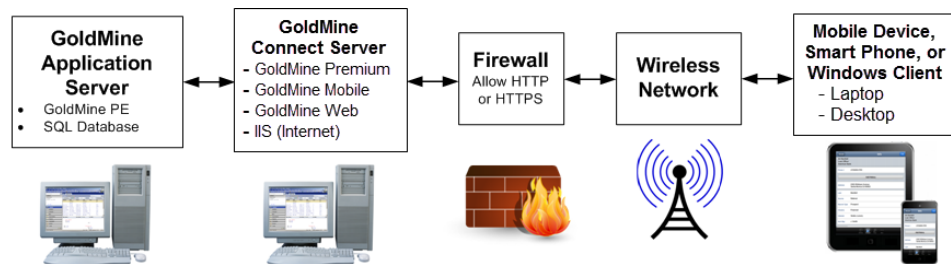 GoldMine
Application
Server
• GoldMine PE
• SQL Database
GoldMine
Connect Server
- GoldMine Premium
- GoldMine Mobile
- GoldMine Web
- IIS (Internet)
Firewall
Allow HTTP
or HTTPS
Wireless
Network
Mobile Device,
Smart Phone, or
Windows Client
- Laptop
- Desktop